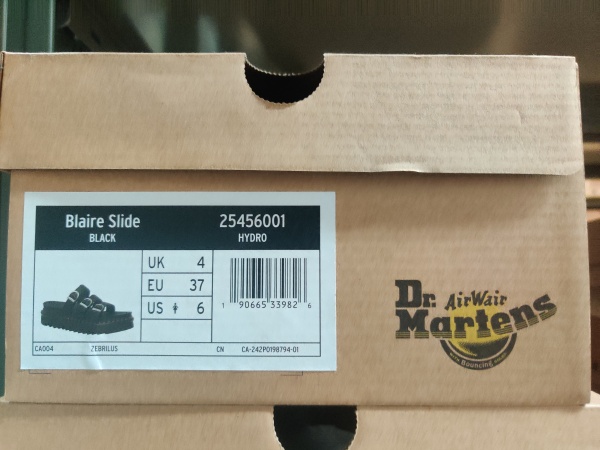 Blaire Slide 25456001
BLACK HYDRO
UK 4
EU 37
US 6
1 90665 33982 6
CA004 ZEBRILUS CN CA-242P0198794-01
Dr. AirWair
Martens
With Bouncing Soles